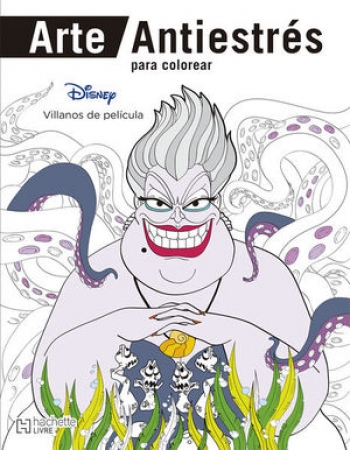 Arte/Antiestrés
para colorear
Disney
Villanos de película
hachette
LIVRE